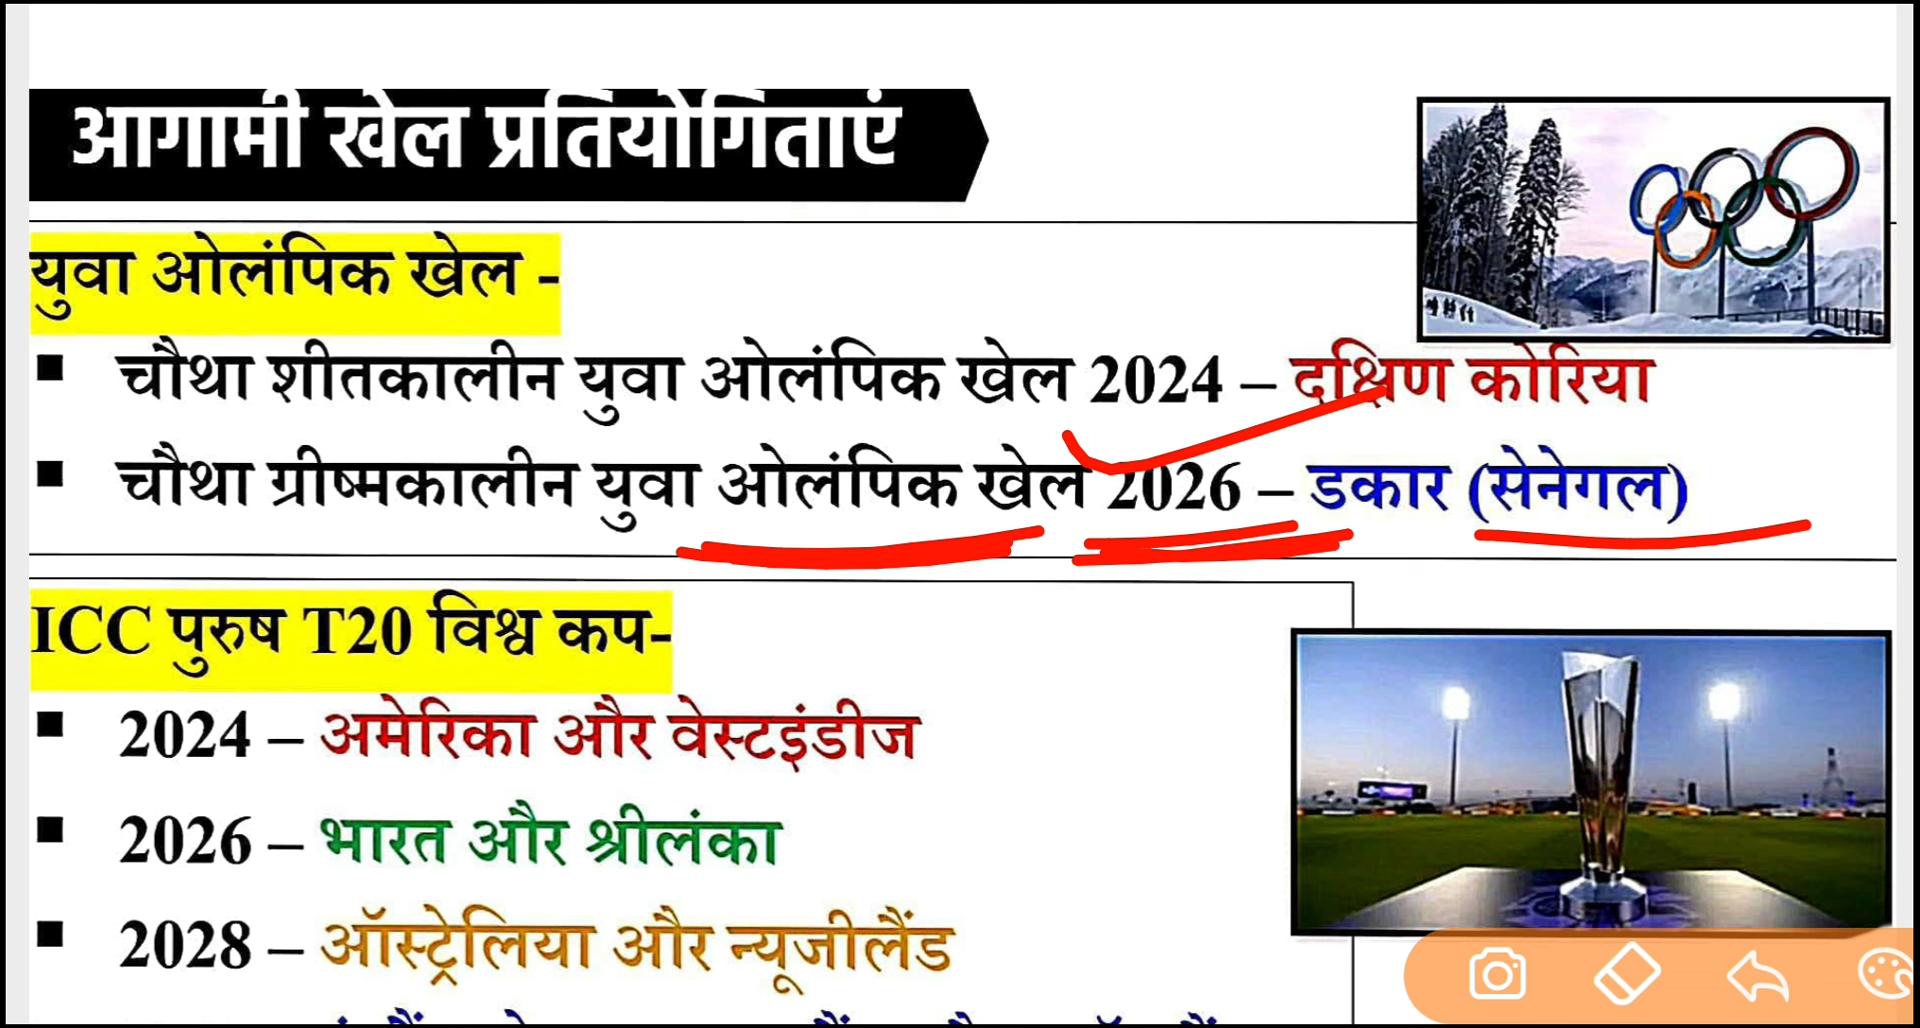 आगामी खेल प्रतियोगिताएं
युवा ओलंपिक खेल -
▪ चौथा शीतकालीन युवा ओलंपिक खेल 2024 – दक्षिण कोरिया
▪ चौथा ग्रीष्मकालीन युवा ओलंपिक खेल 2026 – डकार (सेनेगल)
ICC पुरुष T20 विश्व कप-
▪ 2024 – अमेरिका और वेस्टइंडीज
▪ 2026 – भारत और श्रीलंका
▪ 2028 – ऑस्ट्रेलिया और न्यूजीलैंड